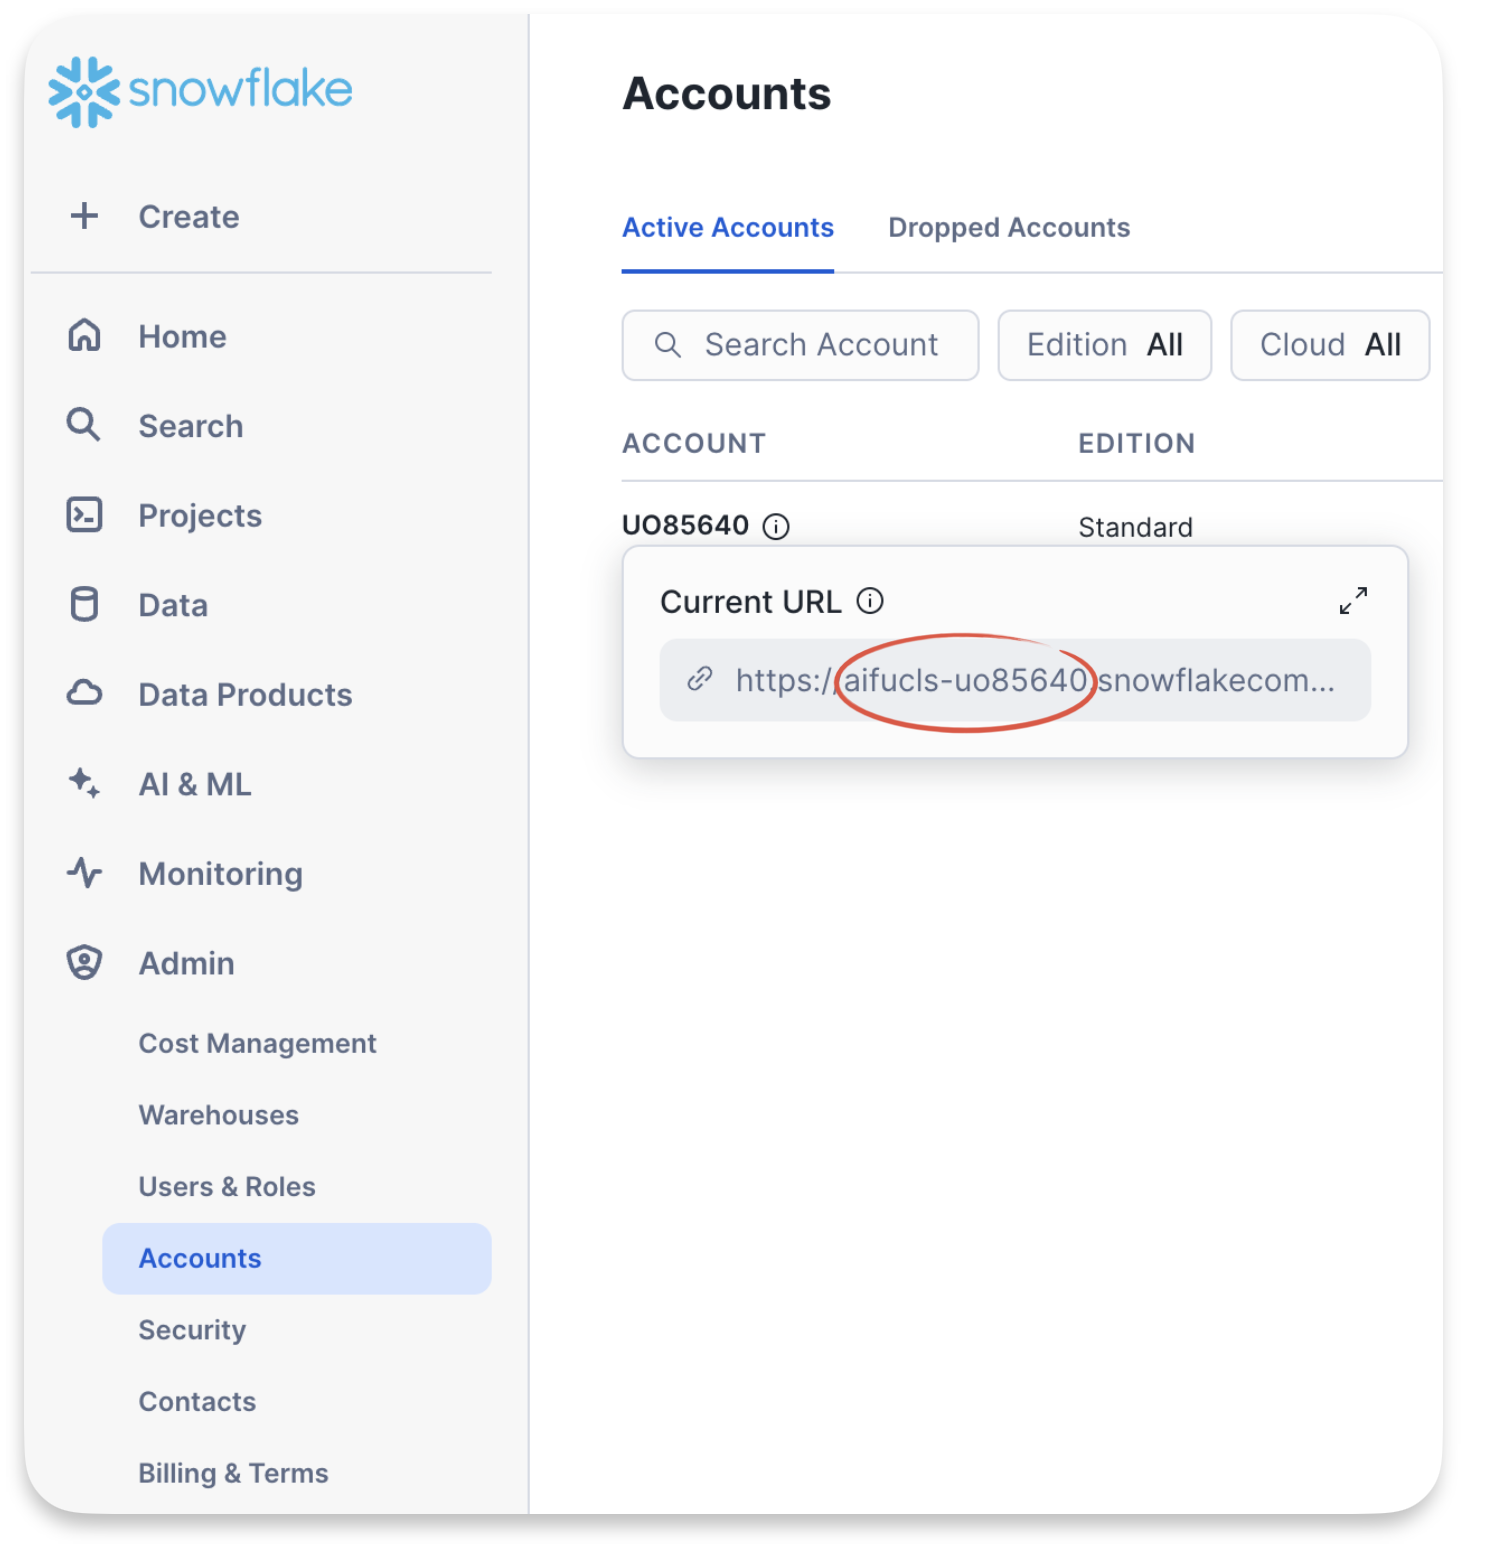 snowflake
Create
Home
Search
Projects
Data
Data Products
AI & ML
Monitoring
Admin
Cost Management
Warehouses
Users & Roles
Accounts
Security
Contacts
Billing & Terms
Accounts
Active Accounts Dropped Accounts
Search Account Edition All Cloud All
ACCOUNT EDITION
UO85640 Standard
Current URL
https://aifucls-uo85640.snowflakecom...